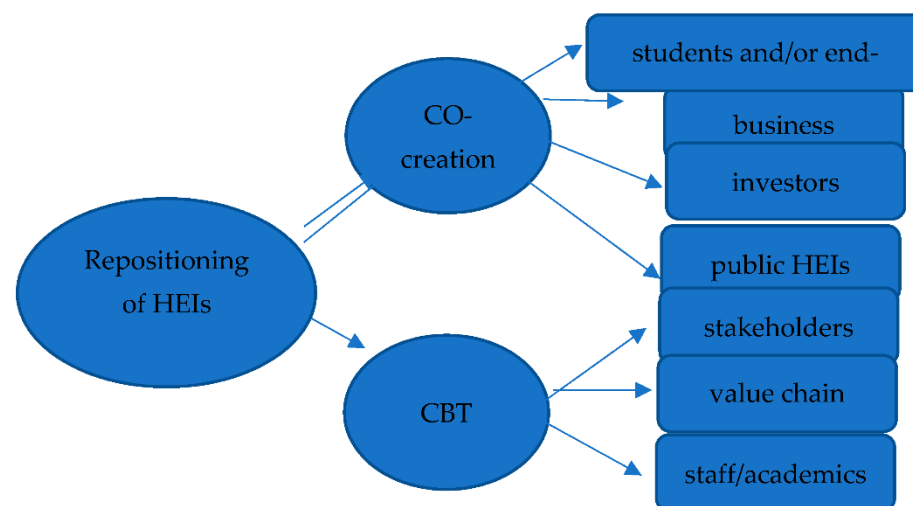 students and/or end-
CO-
creation
business
investors
Repositioning
of HEIs
public HEIs
stakeholders
value chain
CBT
staff/academics